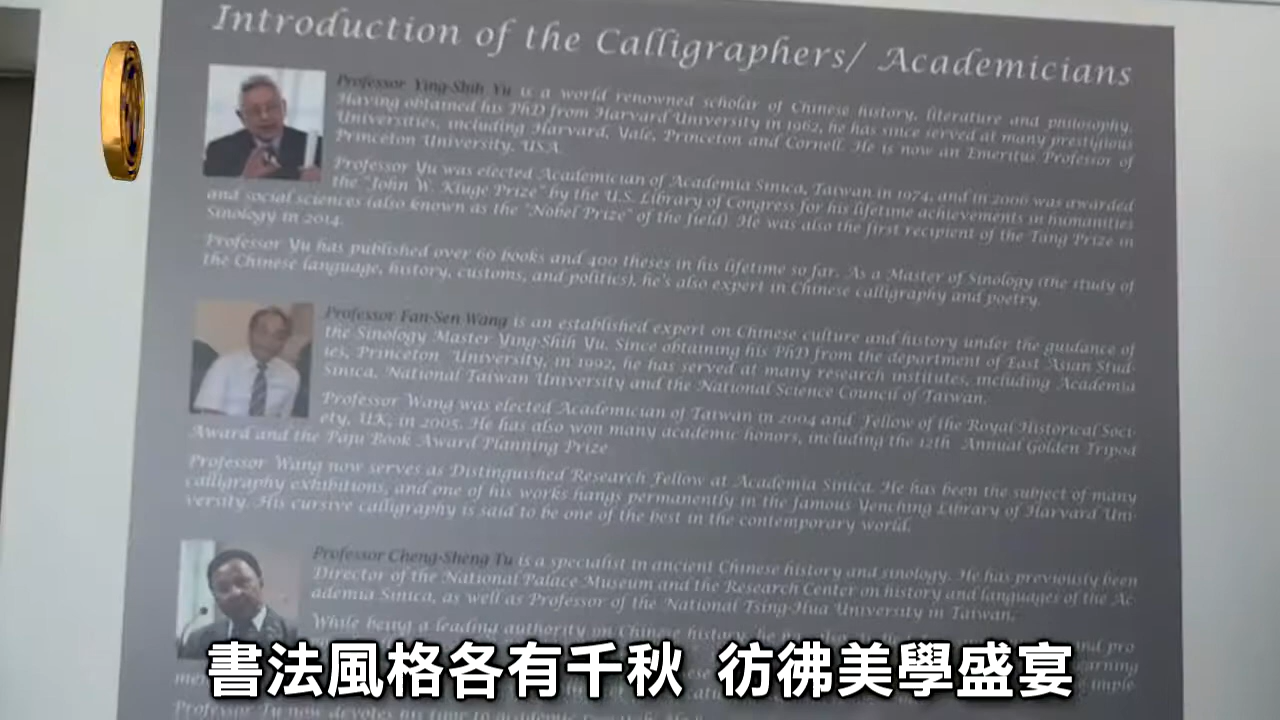 Introduction of the Calligraphers/ Academicians
Professor Ying-Shih Yu is a world renowned scholar of Chinese history, literature and philosophy.
Having obtained his PhD from Harvard University in 1962, he has since served at many prestigious
Universities, including Harvard, Yale, Princeton and Cornell. He is now an Emeritus Professor of
Princeton University, USA.
Professor Yu was elected Academician of Academia Sinica, Taiwan in 1974, and in 2006 was awarded
the "John W. Kluge Prize" by the U.S. Library of Congress for his lifetime achievements in humanities
and social sciences (also known as the "Nobel Prize" of the field). He was also the first recipient of the Tang Prize in
Sinology in 2014.
Professor Yu has published over 60 books and 400 theses in his lifetime so far. As a Master of Sinology (the study of
the Chinese language, history, customs, and politics), he's also expert in Chinese calligraphy and poetry.
Professor Fan-Sen Wang is an established expert on Chinese culture and history under the guidance of
the Sinology Master Ying-Shih Yu. Since obtaining his PhD from the department of East Asian Stud-
ies, Princeton University, in 1992, he has served at many research institutes, including Academia
Sinica, National Taiwan University and the National Science Council of Taiwan.
Professor Wang was elected Academician of Taiwan in 2004 and Fellow of the Royal Historical Soci-
ety, UK, in 2005. He has also won many academic honors, including the 12th Annual Golden Tripod
Award and the Paju Book Award Planning Prize
Professor Wang now serves as Distinguished Research Fellow at Academia Sinica. He has been the subject of many
calligraphy exhibitions, and one of his works hangs permanently in the famous Yenching Library of Harvard Uni-
versity. His cursive calligraphy is said to be one of the best in the contemporary world.
Professor Cheng-Sheng Tu is a specialist in ancient Chinese history and sinology. He has previously been
Director of the National Palace Museum and the Research Center on history and languages of the Ac-
ademia Sinica, as well as Professor of the National Tsing-Hua University in Taiwan.
While being a leading authority on Chinese
書法風格各有千秋 彷彿美學盛宴
Professor Tu now devotes his time to